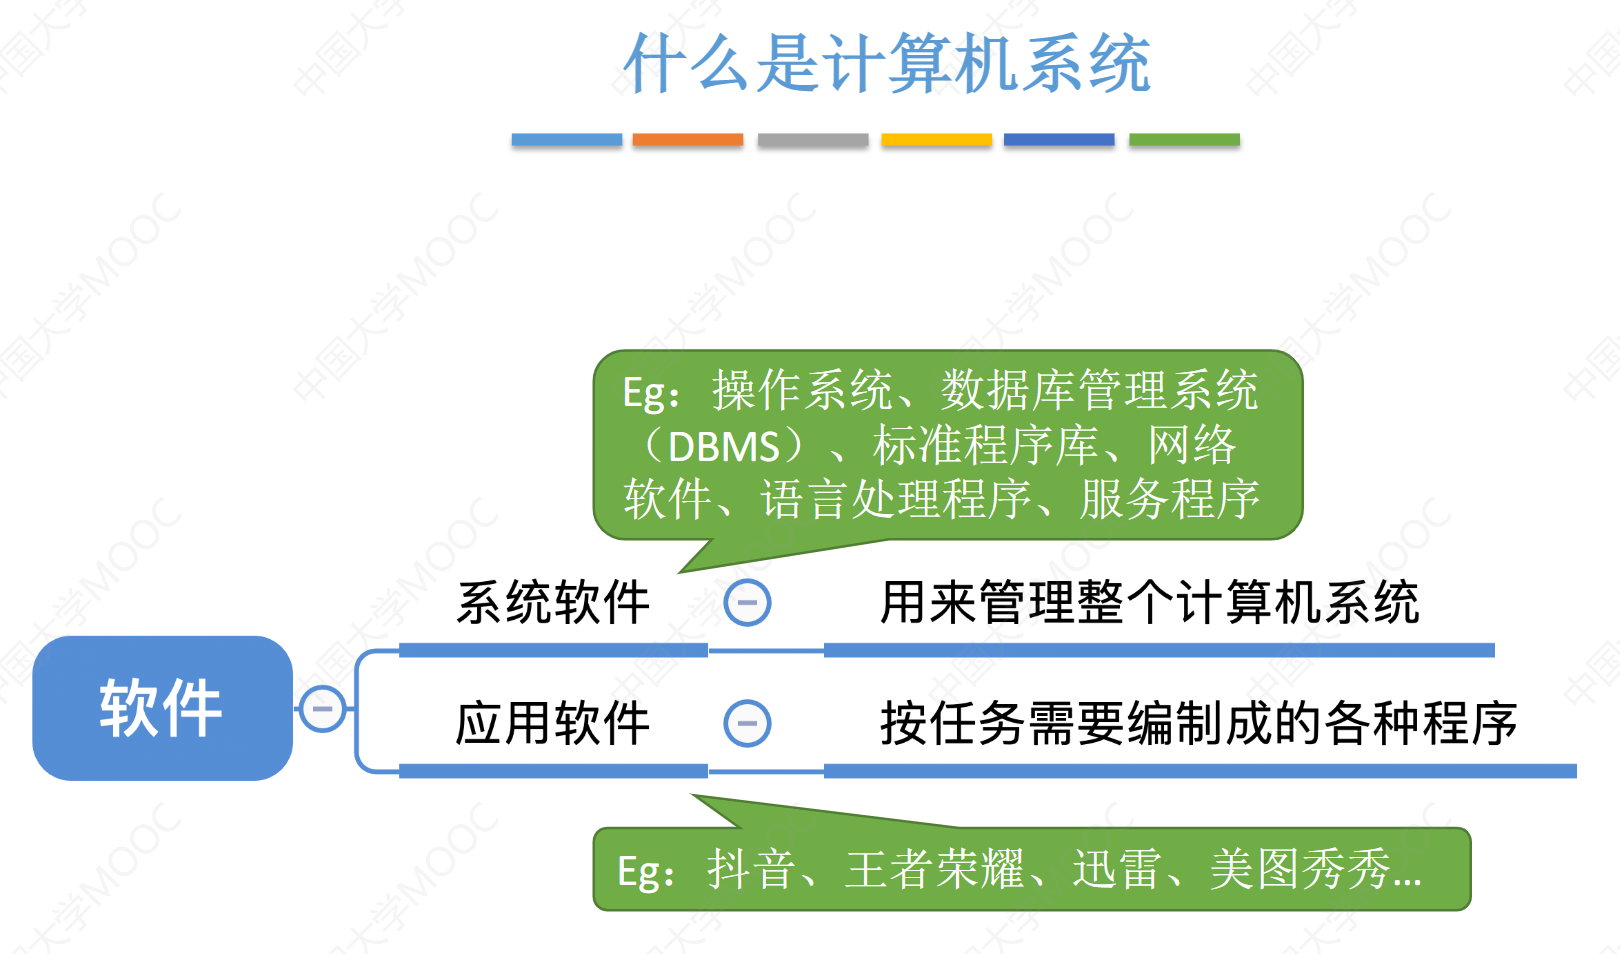 什么是计算机系统
Eg：操作系统、数据库管理系统
（DBMS）、标准程序库、网络
软件、语言处理程序、服务程序
系统软件
用来管理整个计算机系统
软件
应用软件
按任务需要编制成的各种程序
Eg：抖音、王者荣耀、迅雷、美图秀秀...
中国大学MOOC